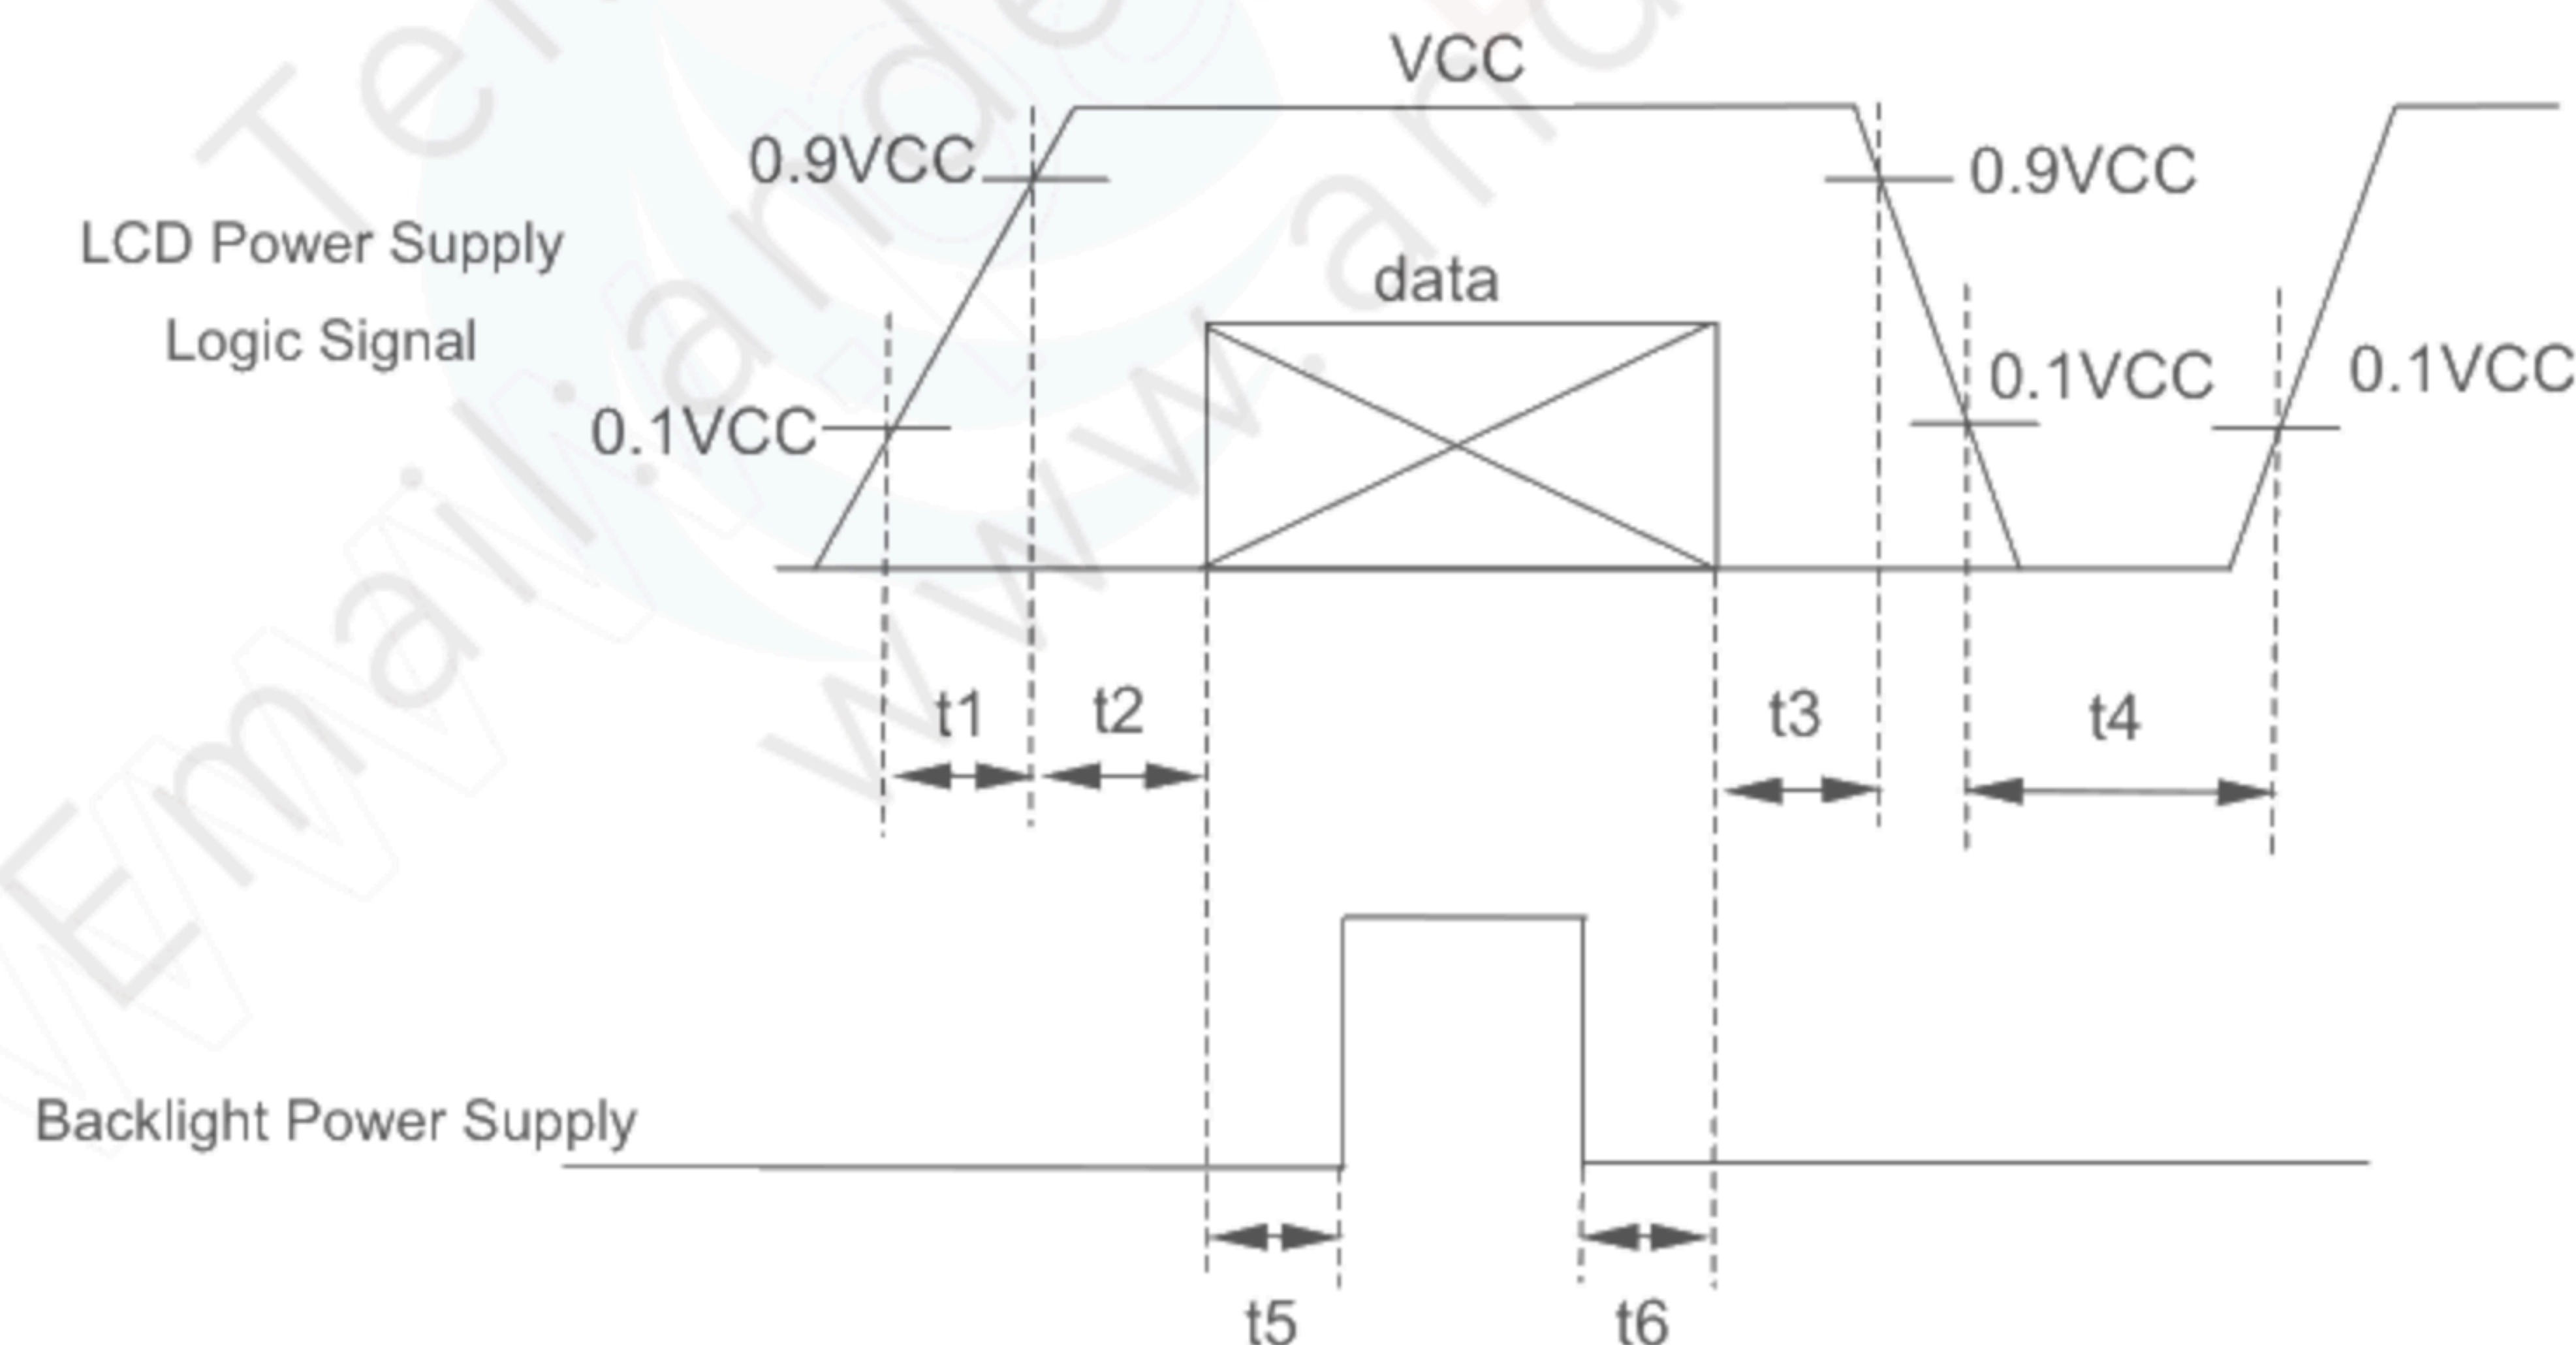 VCC
0.9VCC
0.9VCC
LCD Power Supply
Logic Signal
data
0.1VCC
0.1VCC
0.1VCC
t1
t2
t3
t4
Backlight Power Supply
t5
t6